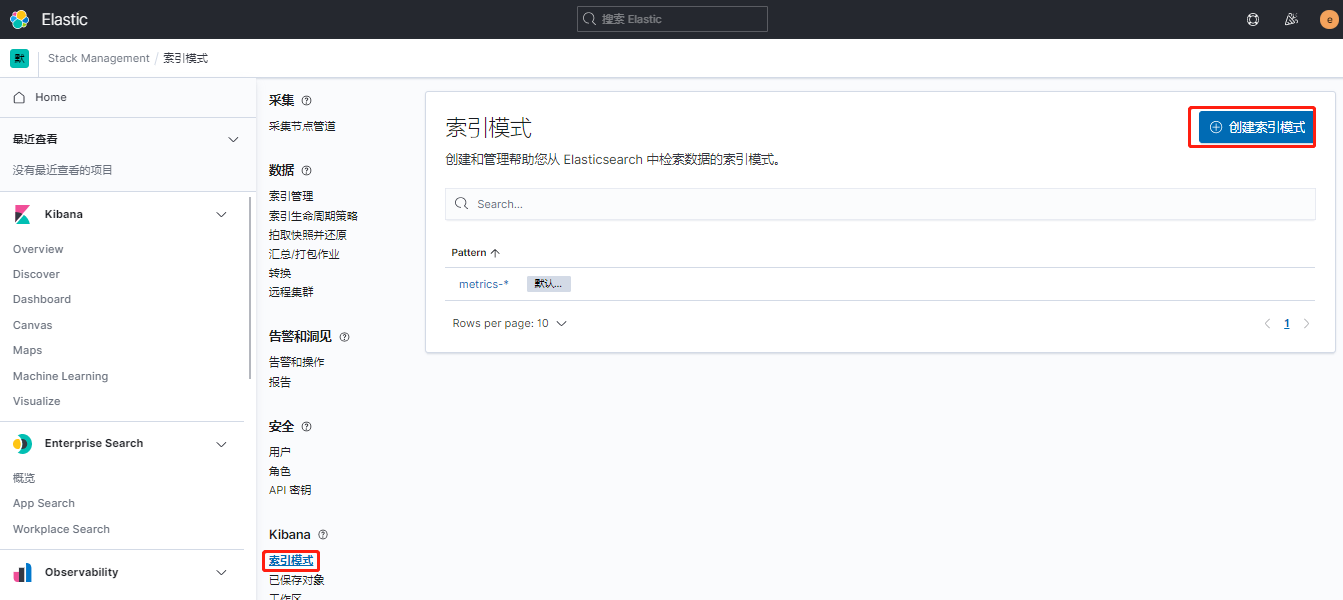 Elastic
搜索 Elastic
e
默
Stack Management / 索引模式
Home
最近查看
没有最近查看的项目
Kibana
Overview
Discover
Dashboard
Canvas
Maps
Machine Learning
Visualize
Enterprise Search
概览
App Search
Workplace Search
Observability
采集
采集节点管道
数据
索引管理
索引生命周期策略
拍取快照并还原
汇总/打包作业
转换
远程集群
告警和洞见
告警和操作
报告
安全
用户
角色
API 密钥
Kibana
索引模式
已保存对象
工作区
索引模式
创建索引模式
创建和管理帮助您从 Elasticsearch 中检索数据的索引模式。
Search...
Pattern
metrics-* 默认...
Rows per page: 10
1